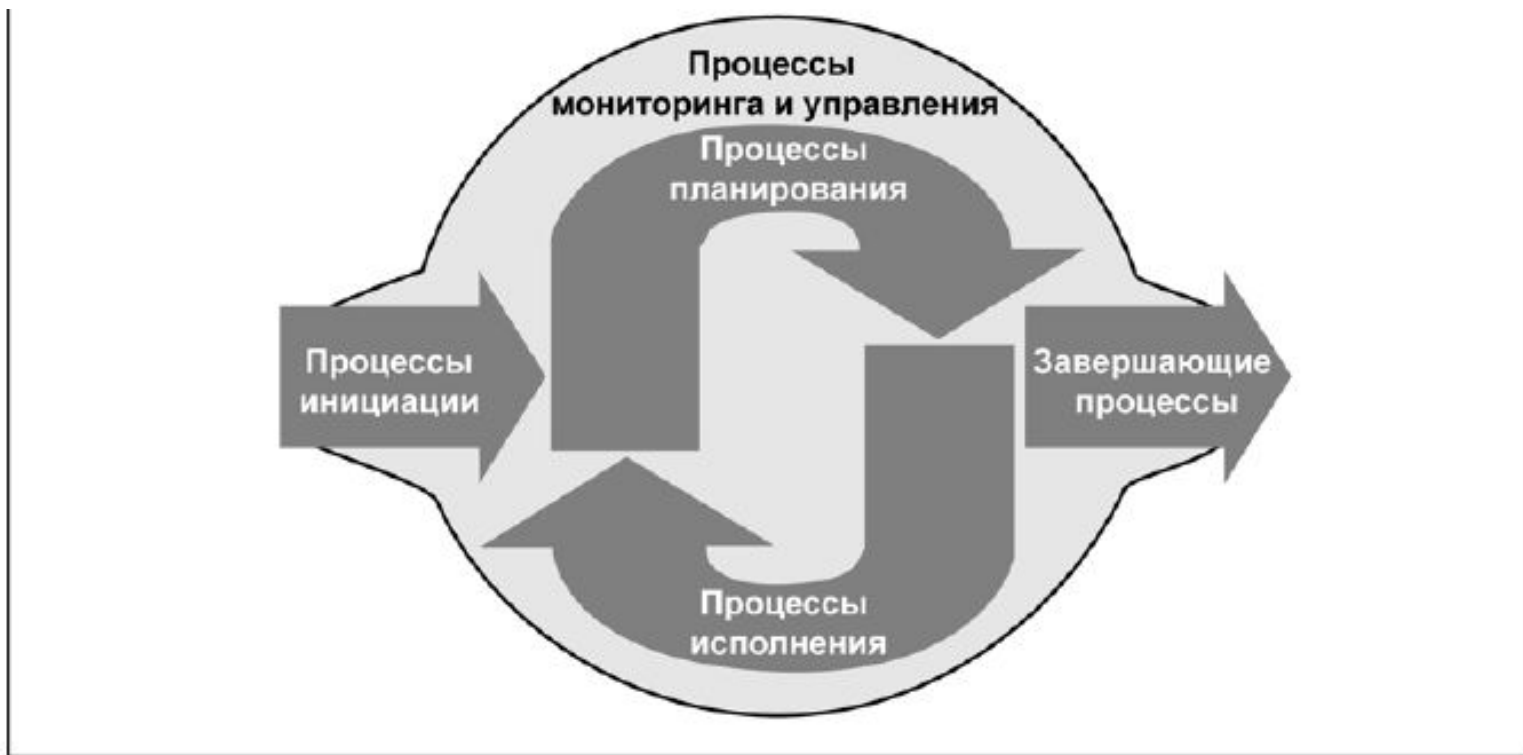 Процессы
мониторинга и управления
Процессы
планирования
Процессы
инициации
Завершающие
процессы
Процессы
исполнения